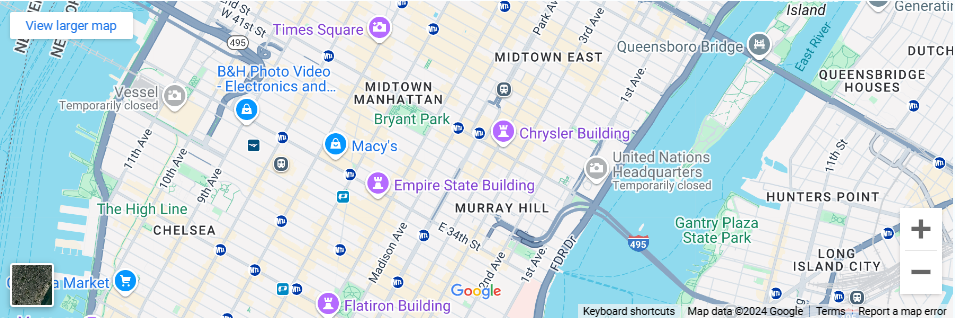 View larger map
W 41st St
495
Times Square
Park Ave
3rd Ave
Island
Generating
Queensboro Bridge
East River
DUTCH
MIDTOWN EAST
B&H Photo Video
- Electronics and...
Vessel
Temporarily closed
MIDTOWN
MANHATTAN
1st Ave.
QUEENSBRIDGE
HOUSES
Bryant Park
Chrysler Building
11th Ave
10th Ave
9th Ave
Macy's
11th St
United Nations
Headquarters
Temporarily closed
Empire State Building
HUNTERS POINT
The High Line
MURRAY HILL
Gantry Plaza
State Park
CHELSEA
E 34th St
Madison Ave
2nd Ave
1st Ave.
FDR Dr
495
LONG
ISLAND CITY
Market
Flatiron Building
Google
Keyboard shortcuts
Map data ©2024 Google
Terms
Report a map error